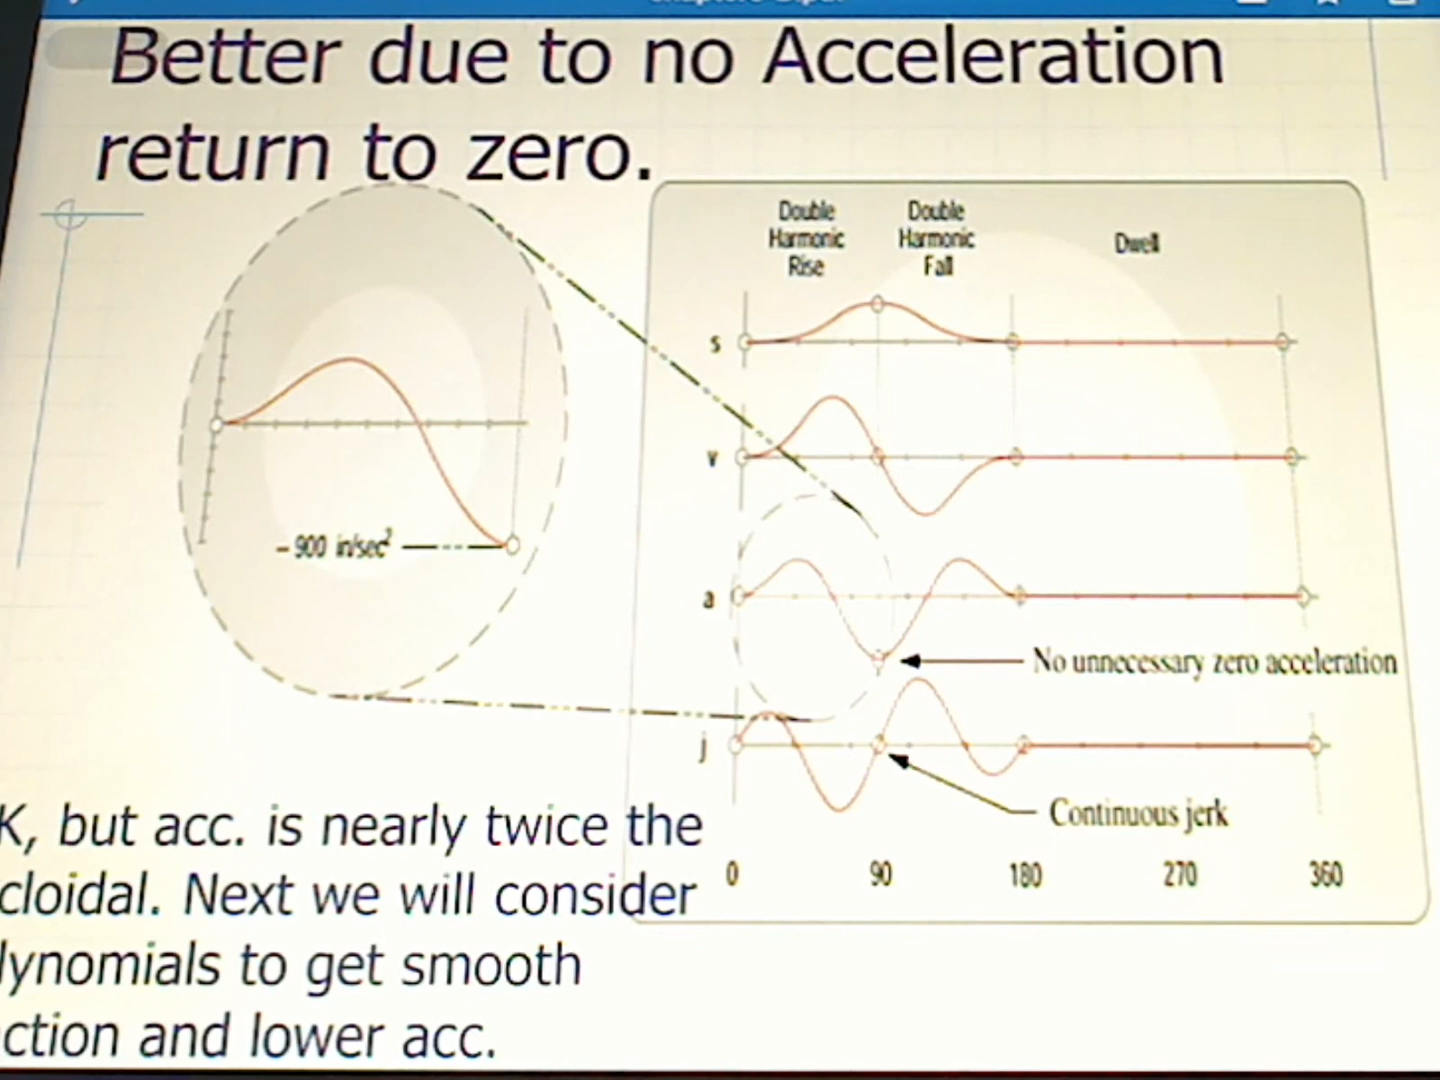 Better due to no Acceleration
return to zero.
Double
Harmonic
Rise
Double
Harmonic
Fall
Dwell
s
v
a
j
– 900 in/sec²
No unnecessary zero acceleration
Continuous jerk
0 90 180 270 360
K, but acc. is nearly twice the
cloidal. Next we will consider
lynomials to get smooth
ction and lower acc.